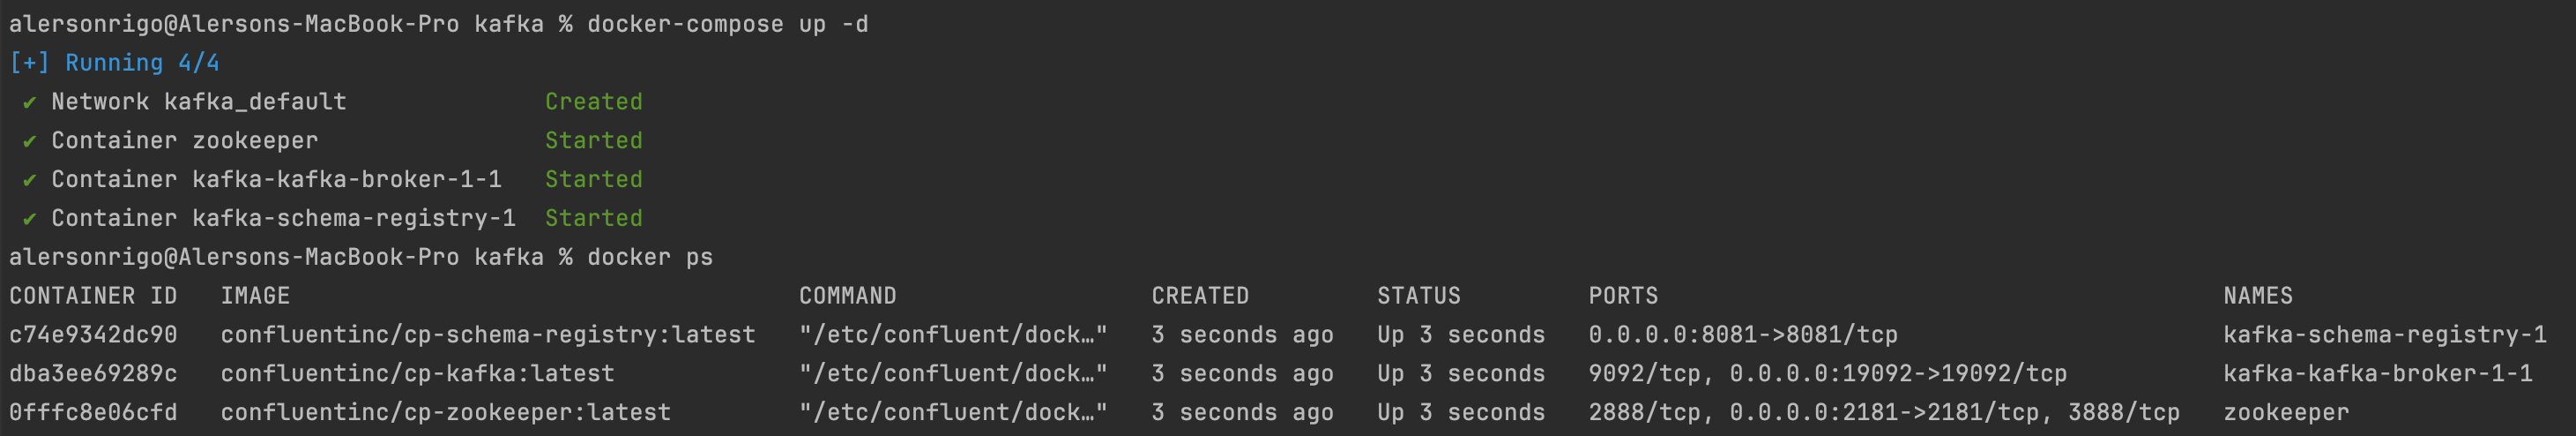 alersonrigo@Alersons-MacBook-Pro kafka % docker-compose up -d
[+] Running 4/4
✔ Network kafka_default Created
✔ Container zookeeper Started
✔ Container kafka-kafka-broker-1-1 Started
✔ Container kafka-schema-registry-1 Started
alersonrigo@Alersons-MacBook-Pro kafka % docker ps
CONTAINER ID IMAGE COMMAND CREATED STATUS PORTS NAMES
c74e9342dc90 confluentinc/cp-schema-registry:latest "/etc/confluent/dock…" 3 seconds ago Up 3 seconds 0.0.0.0:8081->8081/tcp kafka-schema-registry-1
dba3ee69289c confluentinc/cp-kafka:latest "/etc/confluent/dock…" 3 seconds ago Up 3 seconds 9092/tcp, 0.0.0.0:19092->19092/tcp kafka-kafka-broker-1-1
0fffc8e06cfd confluentinc/cp-zookeeper:latest "/etc/confluent/dock…" 3 seconds ago Up 3 seconds 2888/tcp, 0.0.0.0:2181->2181/tcp, 3888/tcp zookeeper